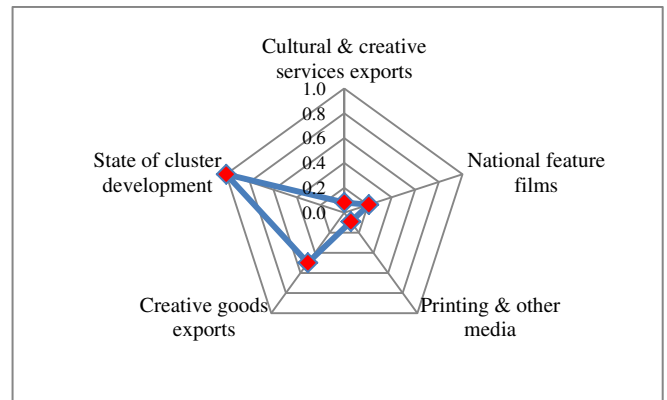 Cultural & creative
services exports
1.0
0.8
0.6
0.4
0.2
0.0
National feature
films
Printing & other
media
Creative goods
exports
State of cluster
development